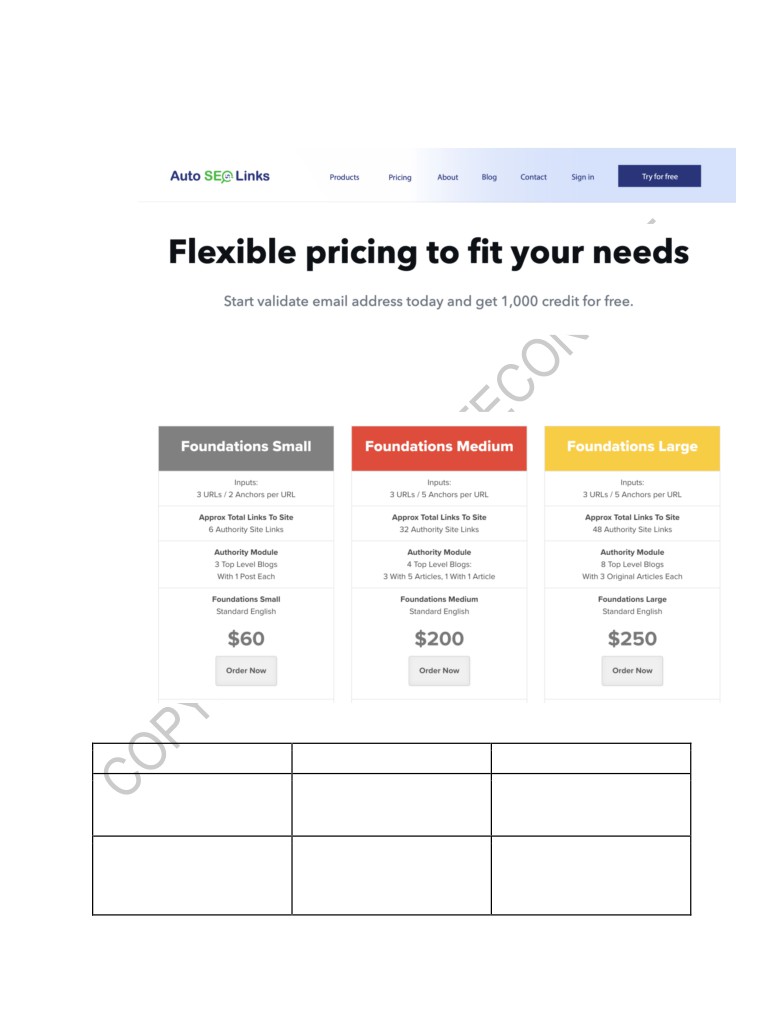 Auto SEO Links
Products Pricing About Blog Contact Sign in Try for free
Flexible pricing to fit your needs
Start validate email address today and get 1,000 credit for free.
Foundations Small
Inputs:
3 URLs / 2 Anchors per URL
Approx Total Links To Site
6 Authority Site Links
Authority Module
3 Top Level Blogs
With 1 Post Each
Foundations Small
Standard English
$60
Order Now
Foundations Medium
Inputs:
3 URLs / 5 Anchors per URL
Approx Total Links To Site
32 Authority Site Links
Authority Module
4 Top Level Blogs:
3 With 5 Articles, 1 With 1 Article
Foundations Medium
Standard English
$200
Order Now
Foundations Large
Inputs:
3 URLs / 5 Anchors per URL
Approx Total Links To Site
48 Authority Site Links
Authority Module
8 Top Level Blogs
With 3 Original Articles Each
Foundations Large
Standard English
$250
Order Now